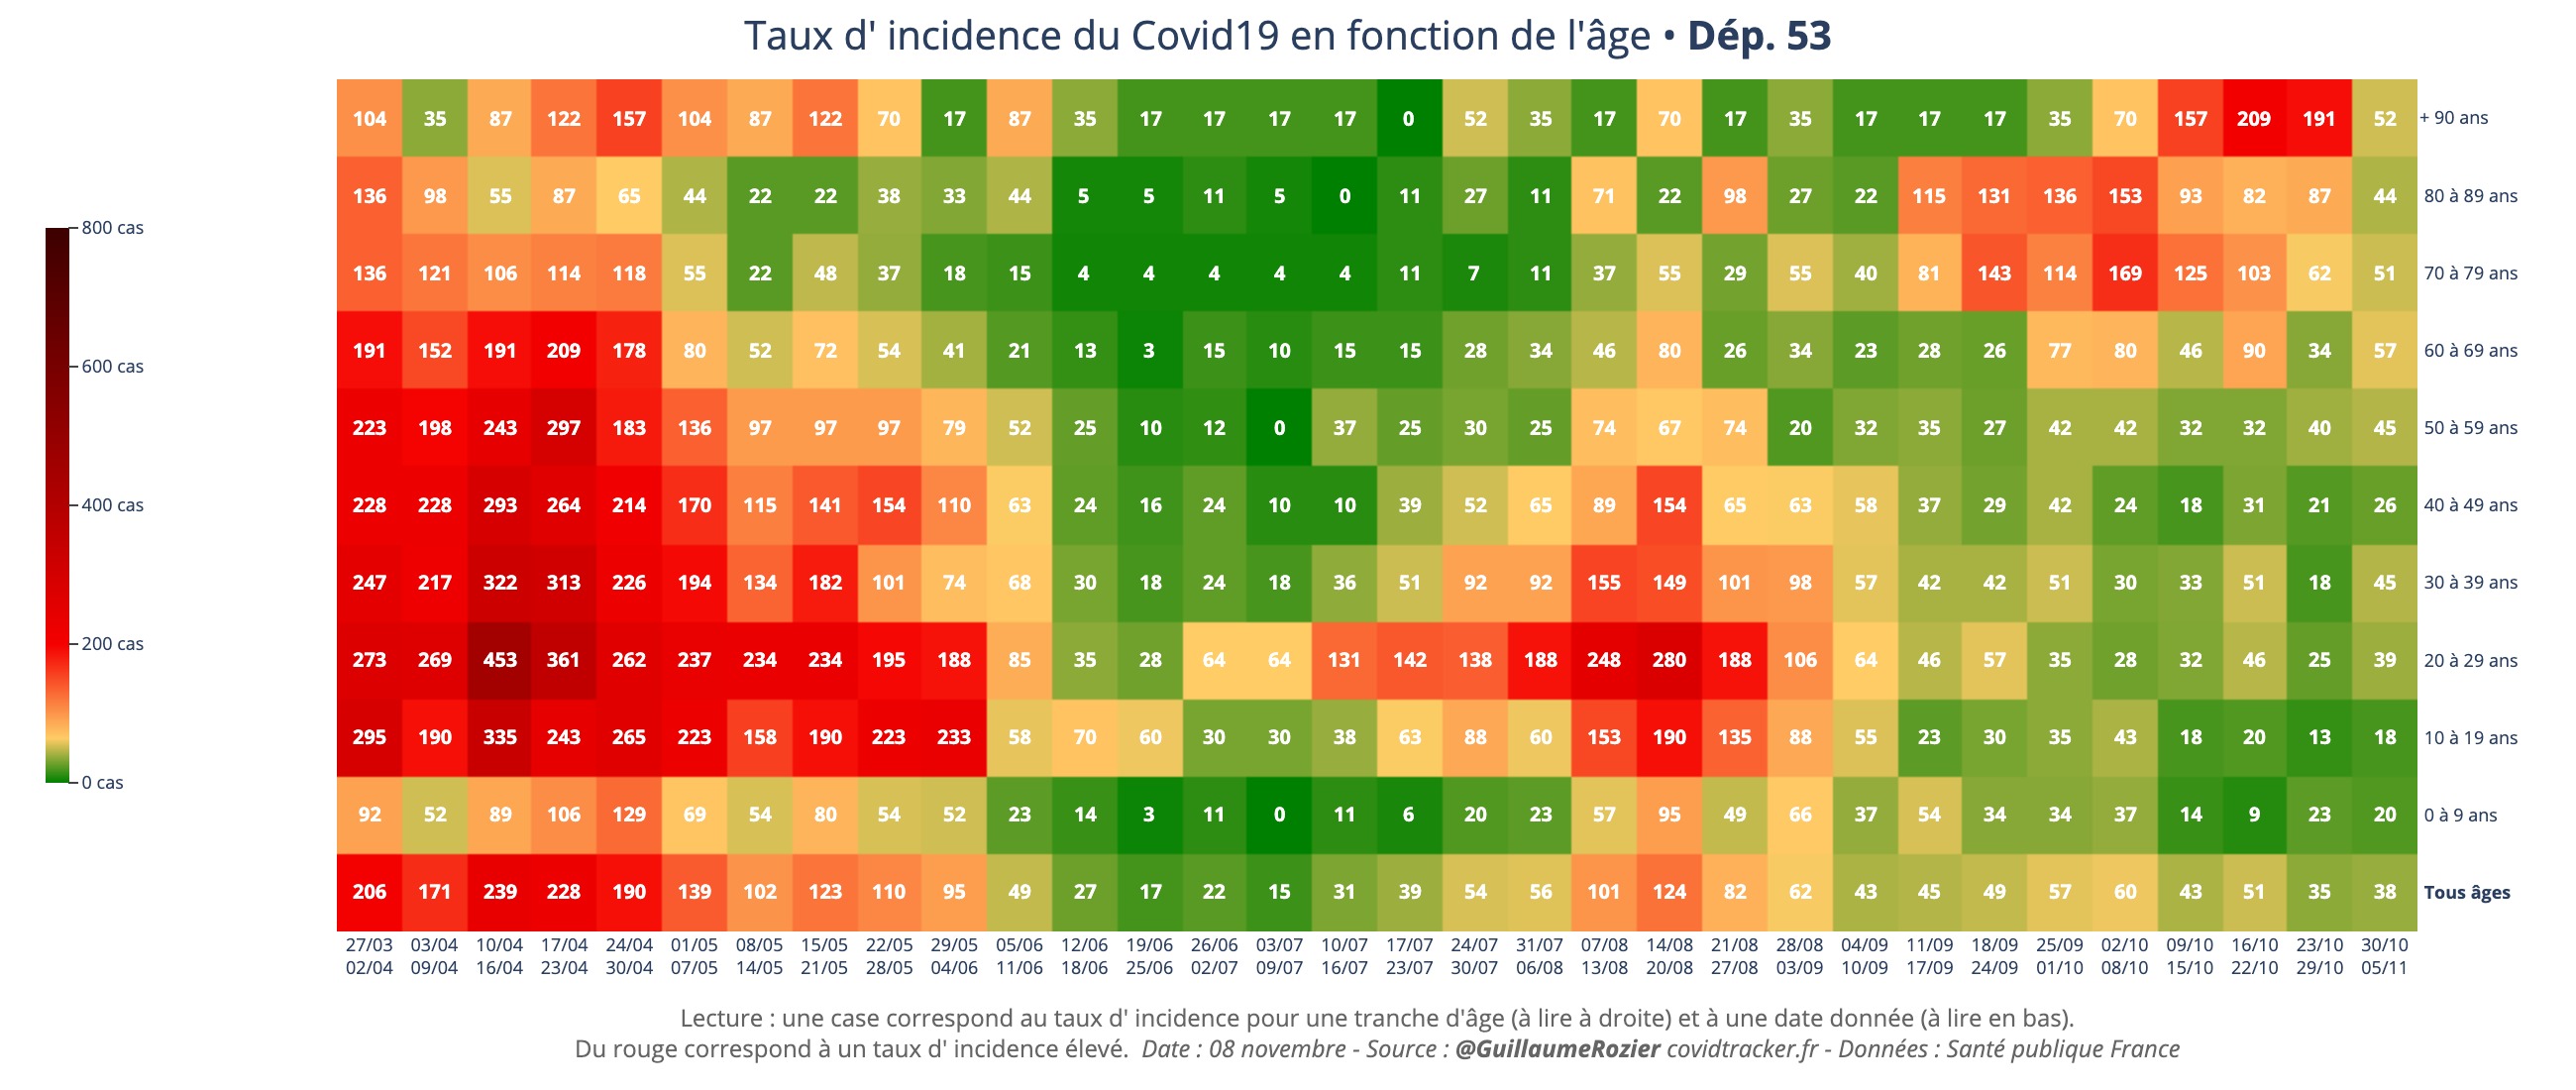 Taux d' incidence du Covid19 en fonction de l'âge • Dép. 53
800 cas
600 cas
400 cas
200 cas
0 cas
104 35 87 122 157 104 87 122 70 17 87 35 17 17 17 17 0 52 35 17 70 17 35 17 17 17 35 70 157 209 191 52 + 90 ans
136 98 55 87 65 44 22 22 38 33 44 5 5 11 5 0 11 27 11 71 22 98 27 22 115 131 136 153 93 82 87 44 80 à 89 ans
136 121 106 114 118 55 22 48 37 18 15 4 4 4 4 4 11 7 11 37 55 29 55 40 81 143 114 169 125 103 62 51 70 à 79 ans
191 152 191 209 178 80 52 72 54 41 21 13 3 15 10 15 15 28 34 46 80 26 34 23 28 26 77 80 46 90 34 57 60 à 69 ans
223 198 243 297 183 136 97 97 97 79 52 25 10 12 0 37 25 30 25 74 67 74 20 32 35 27 42 42 32 32 40 45 50 à 59 ans
228 228 293 264 214 170 115 141 154 110 63 24 16 24 10 10 39 52 65 89 154 65 63 58 37 29 42 24 18 31 21 26 40 à 49 ans
247 217 322 313 226 194 134 182 101 74 68 30 18 24 18 36 51 92 92 155 149 101 98 57 42 42 51 30 33 51 18 45 30 à 39 ans
273 269 453 361 262 237 234 234 195 188 85 35 28 64 64 131 142 138 188 248 280 188 106 64 46 57 35 28 32 46 25 39 20 à 29 ans
295 190 335 243 265 223 158 190 223 233 58 70 60 30 30 38 63 88 60 153 190 135 88 55 23 30 35 43 18 20 13 18 10 à 19 ans
92 52 89 106 129 69 54 80 54 52 23 14 3 11 0 11 6 20 23 57 95 49 66 37 54 34 34 37 14 9 23 20 0 à 9 ans
206 171 239 228 190 139 102 123 110 95 49 27 17 22 15 31 39 54 56 101 124 82 62 43 45 49 57 60 43 51 35 38 Tous âges
27/03 03/04 10/04 17/04 24/04 01/05 08/05 15/05 22/05 29/05 05/06 12/06 19/06 26/06 03/07 10/07 17/07 24/07 31/07 07/08 14/08 21/08 28/08 04/09 11/09 18/09 25/09 02/10 09/10 16/10 23/10 30/10
02/04 09/04 16/04 23/04 30/04 07/05 14/05 21/05 28/05 04/06 11/06 18/06 25/06 02/07 09/07 16/07 23/07 30/07 06/08 13/08 20/08 27/08 03/09 10/09 17/09 24/09 01/10 08/10 15/10 22/10 29/10 05/11
Lecture : une case correspond au taux d' incidence pour une tranche d'âge (à lire à droite) et à une date donnée (à lire en bas).
Du rouge correspond à un taux d' incidence élevé. Date : 08 novembre - Source : @GuillaumeRozier covidtracker.fr - Données : Santé publique France